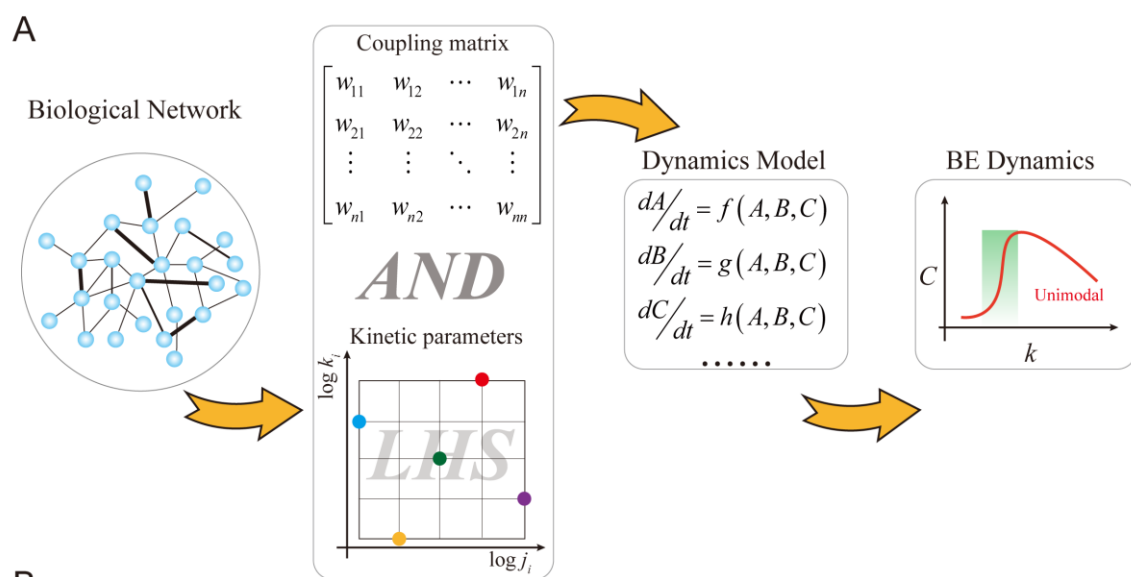 A
Biological Network
Coupling matrix
w₁₁ w₁₂ ⋯ w₁ₙ
w₂₁ w₂₂ ⋯ w₂ₙ
⋮ ⋮ ⋱ ⋮
wₙ₁ wₙ₂ ⋯ wₙₙ
AND
Kinetic parameters
log kᵢ
LHS
log jᵢ
Dynamics Model
dA/dt = f(A, B, C)
dB/dt = g(A, B, C)
dC/dt = h(A, B, C)
......
BE Dynamics
C
Unimodal
k